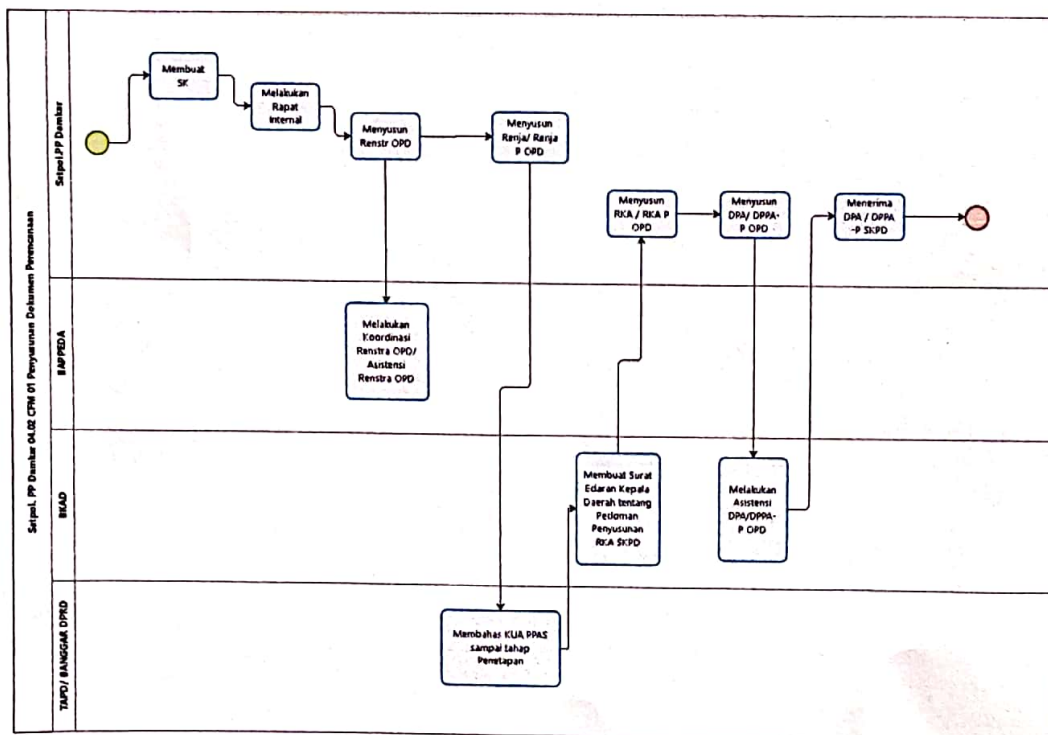 Satpol. PP Damkar 04.02 CFM 01 Penyusunan Dokumen Perencanaan
Satpol.PP Damkar
Membuat
SK
Melakukan
Rapat
Internal
Menyusun
Renstr OPD
Menyusun
Renja/ Renja
P OPD
Menyusun
RKA / RKA P
OPD
Menyusun
DPA/ DPPA-
P OPD
Menerima
DPA / DPPA
-P SKPD
BAPPEDA
Melakukan
Koordinasi
Renstra OPD/
Asistensi
Renstra OPD
BKAD
Membuat Surat
Edaran Kepala
Daerah tentang
Pedoman
Penyusunan
RKA SKPD
Melakukan
Asistensi
DPA/DPPA-
P OPD
TAPD/ BANGGAR DPRD
Membahas KUA PPAS
sampai tahap
Penetapan